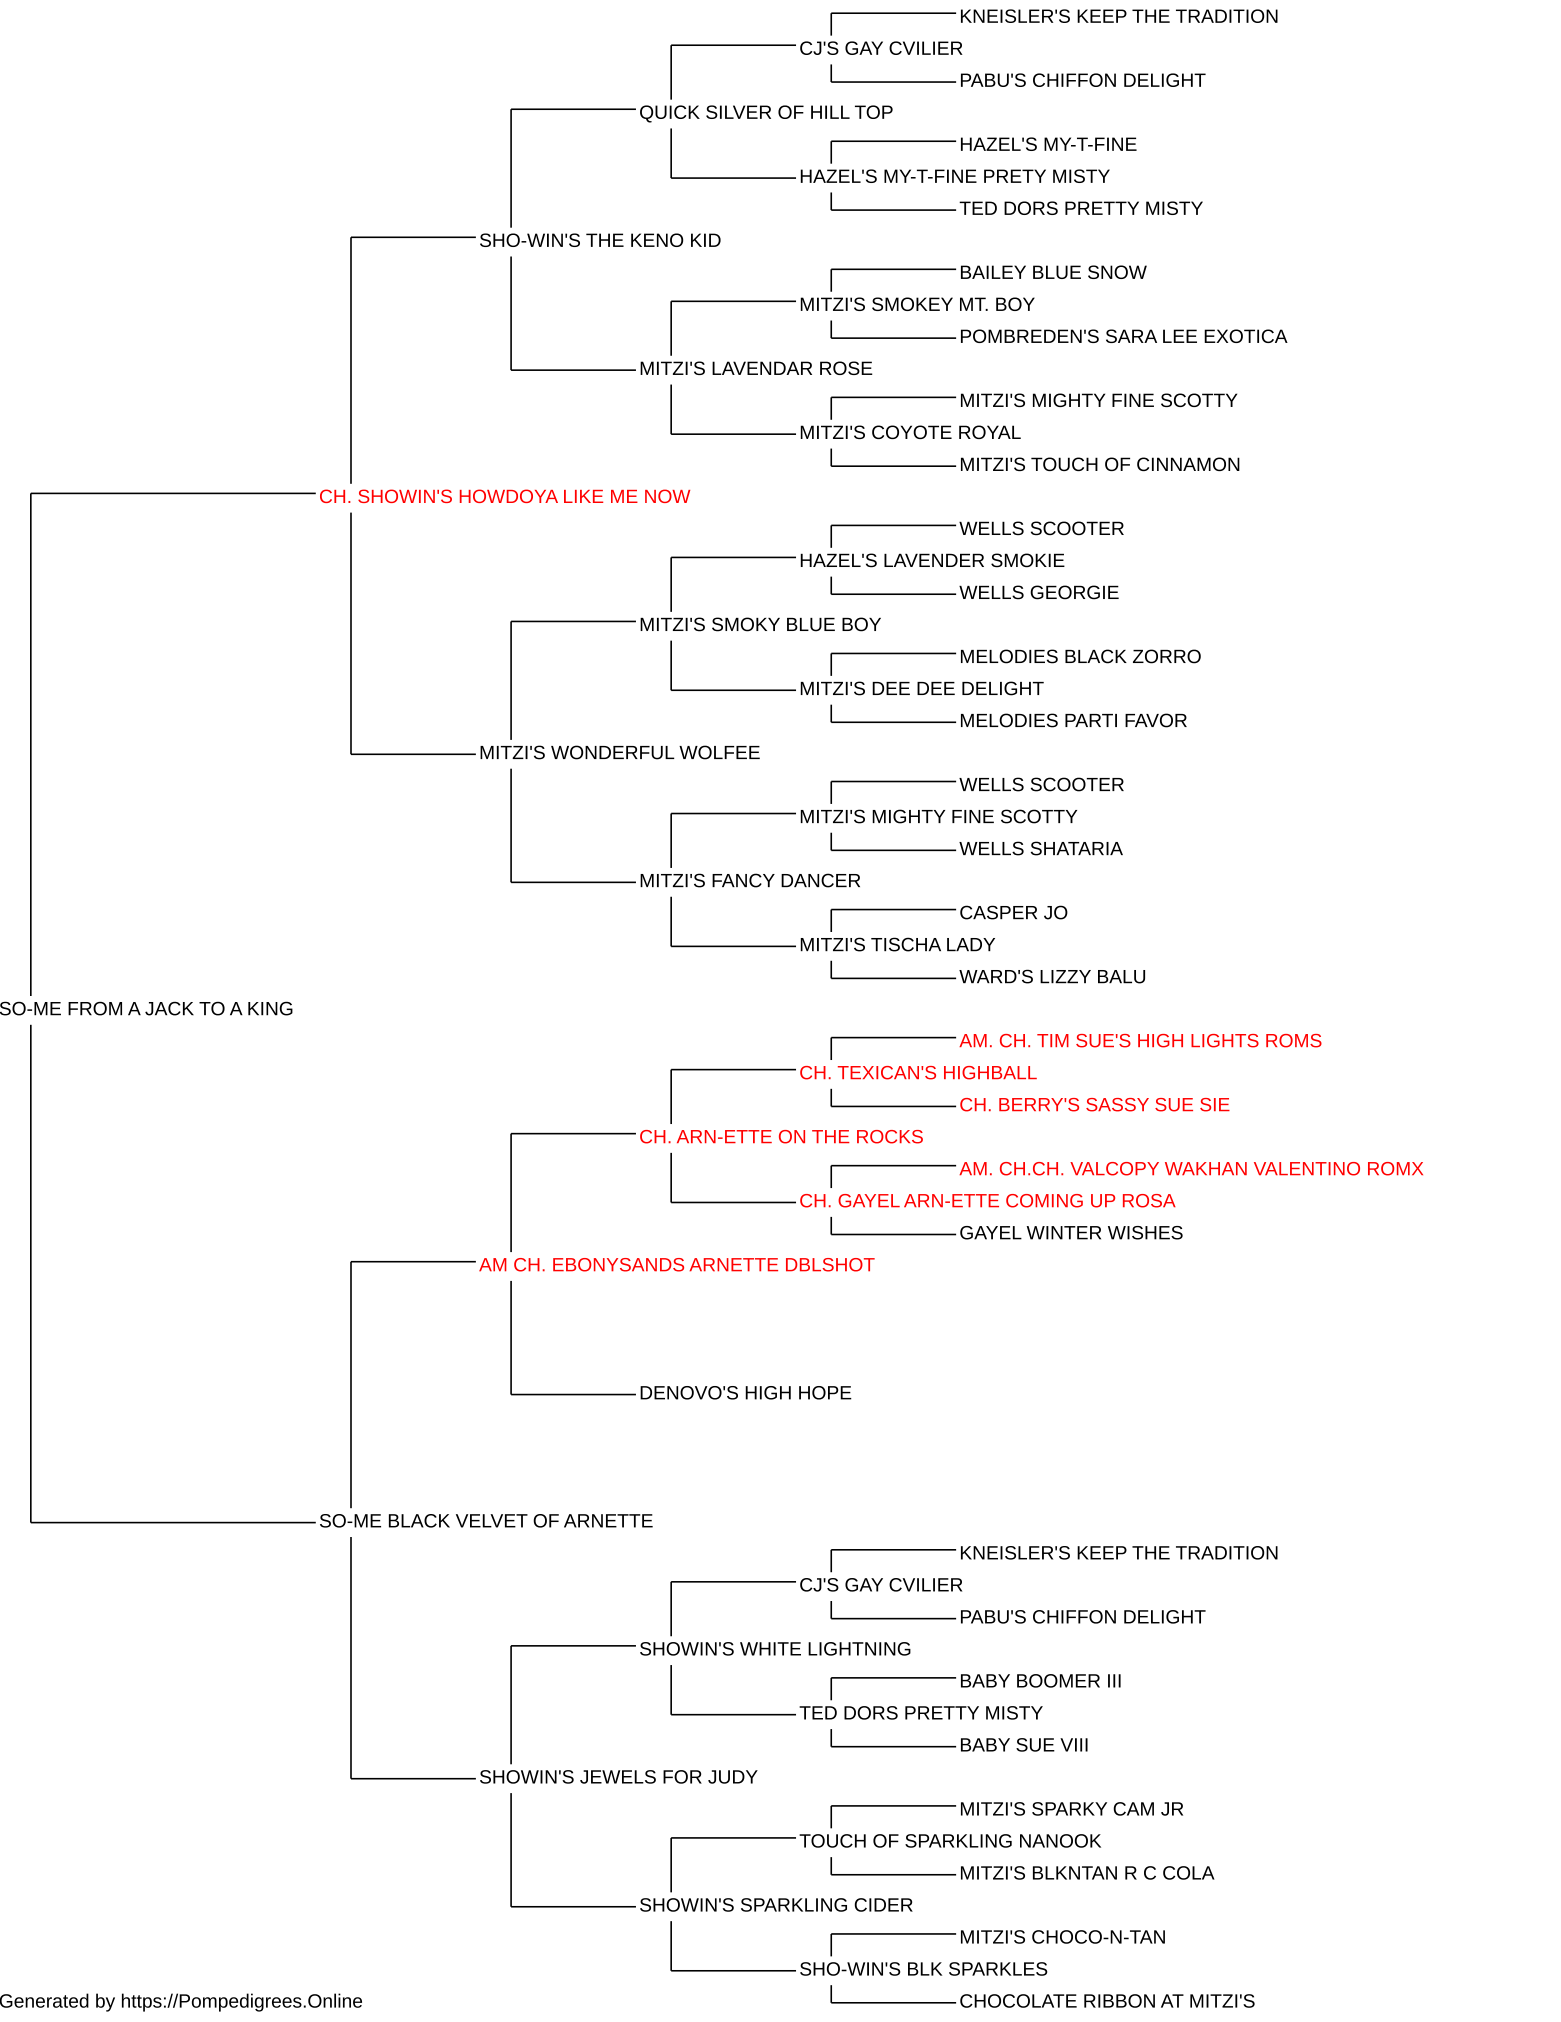 KNEISLER'S KEEP THE TRADITION
CJ'S GAY CVILIER
PABU'S CHIFFON DELIGHT
QUICK SILVER OF HILL TOP
HAZEL'S MY-T-FINE
HAZEL'S MY-T-FINE PRETY MISTY
TED DORS PRETTY MISTY
SHO-WIN'S THE KENO KID
BAILEY BLUE SNOW
MITZI'S SMOKEY MT. BOY
POMBREDEN'S SARA LEE EXOTICA
MITZI'S LAVENDAR ROSE
MITZI'S MIGHTY FINE SCOTTY
MITZI'S COYOTE ROYAL
MITZI'S TOUCH OF CINNAMON
CH. SHOWIN'S HOWDOYA LIKE ME NOW
WELLS SCOOTER
HAZEL'S LAVENDER SMOKIE
WELLS GEORGIE
MITZI'S SMOKY BLUE BOY
MELODIES BLACK ZORRO
MITZI'S DEE DEE DELIGHT
MELODIES PARTI FAVOR
MITZI'S WONDERFUL WOLFEE
WELLS SCOOTER
MITZI'S MIGHTY FINE SCOTTY
WELLS SHATARIA
MITZI'S FANCY DANCER
CASPER JO
MITZI'S TISCHA LADY
WARD'S LIZZY BALU
SO-ME FROM A JACK TO A KING
AM. CH. TIM SUE'S HIGH LIGHTS ROMS
CH. TEXICAN'S HIGHBALL
CH. BERRY'S SASSY SUE SIE
CH. ARN-ETTE ON THE ROCKS
AM. CH.CH. VALCOPY WAKHAN VALENTINO ROMX
CH. GAYEL ARN-ETTE COMING UP ROSA
GAYEL WINTER WISHES
AM CH. EBONYSANDS ARNETTE DBLSHOT
DENOVO'S HIGH HOPE
SO-ME BLACK VELVET OF ARNETTE
KNEISLER'S KEEP THE TRADITION
CJ'S GAY CVILIER
PABU'S CHIFFON DELIGHT
SHOWIN'S WHITE LIGHTNING
BABY BOOMER III
TED DORS PRETTY MISTY
BABY SUE VIII
SHOWIN'S JEWELS FOR JUDY
MITZI'S SPARKY CAM JR
TOUCH OF SPARKLING NANOOK
MITZI'S BLKNTAN R C COLA
SHOWIN'S SPARKLING CIDER
MITZI'S CHOCO-N-TAN
SHO-WIN'S BLK SPARKLES
CHOCOLATE RIBBON AT MITZI'S
Generated by https://Pompedigrees.Online